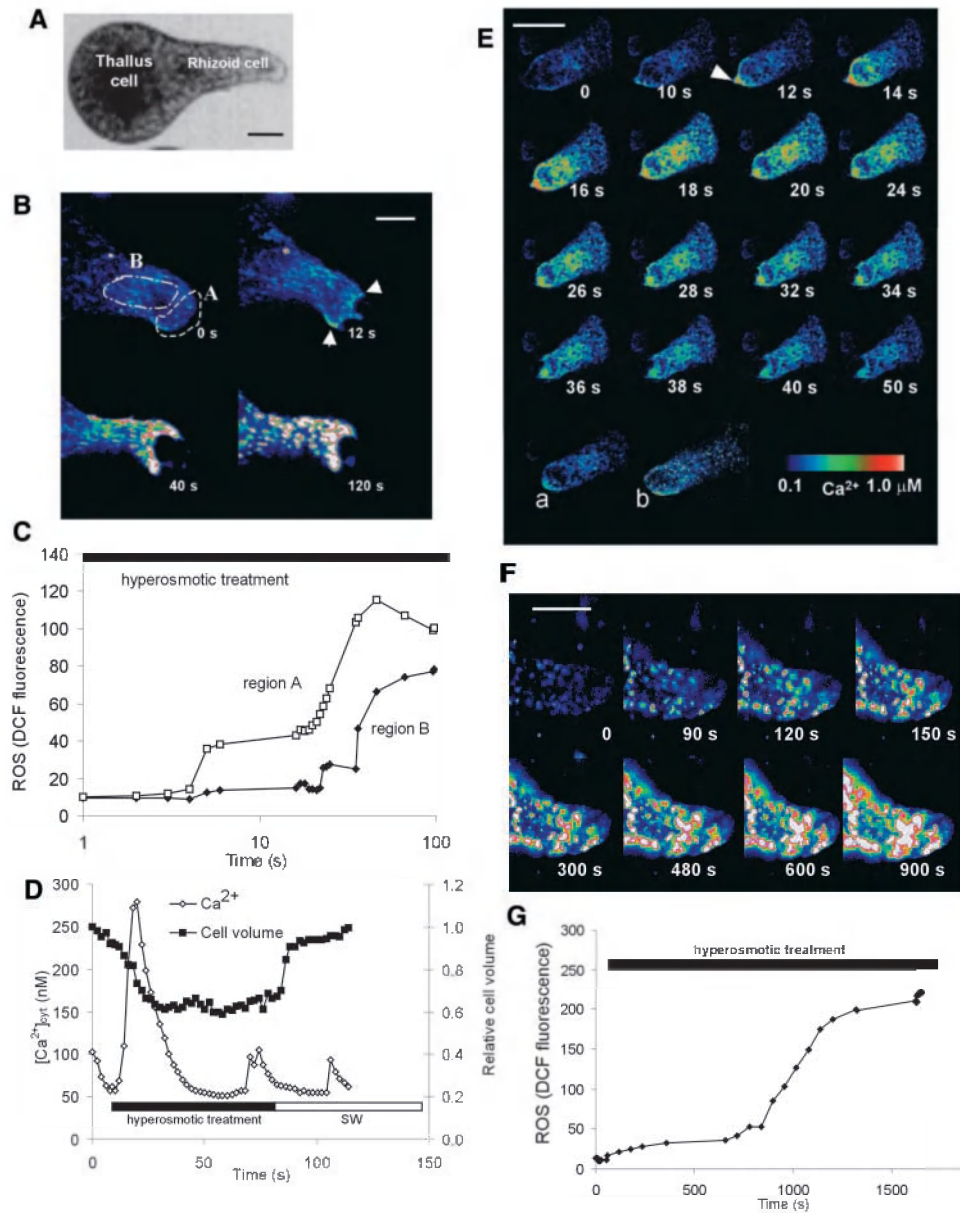 A
Thallus
cell
Rhizoid cell
B
B
A
0 s
12 s
40 s
120 s
C
140
120
100
80
60
40
20
0
ROS (DCF fluorescence)
hyperosmotic treatment
region A
region B
1
10
100
Time (s)
D
300
250
200
150
100
50
0
[Ca2+]cyt (nM)
Ca2+
Cell volume
1.2
1.0
0.8
0.6
0.4
0.2
0.0
Relative cell volume
hyperosmotic treatment
SW
0
50
100
150
Time (s)
E
0
10 s
12 s
14 s
16 s
18 s
20 s
24 s
26 s
28 s
32 s
34 s
36 s
38 s
40 s
50 s
a
b
0.1 Ca2+ 1.0 µM
F
0
90 s
120 s
150 s
300 s
480 s
600 s
900 s
G
300
250
200
150
100
50
0
ROS (DCF fluorescence)
hyperosmotic treatment
0
500
1000
1500
Time (s)